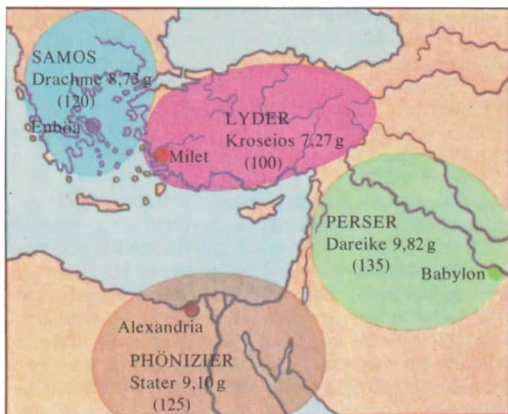 SAMOS
Drachme 8,73 g
(120)
Euböa
LYDER
Kroseios 7,27 g
(100)
Milet
PERSER
Dareike 9,82 g
(135)
Babylon
Alexandria
PHÖNIZIER
Stater 9,10 g
(125)